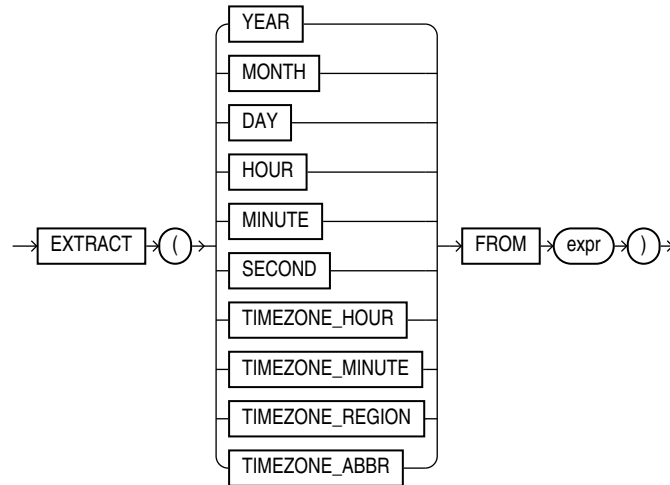 YEAR
MONTH
DAY
HOUR
MINUTE
EXTRACT ( SECOND FROM expr )
TIMEZONE_HOUR
TIMEZONE_MINUTE
TIMEZONE_REGION
TIMEZONE_ABBR